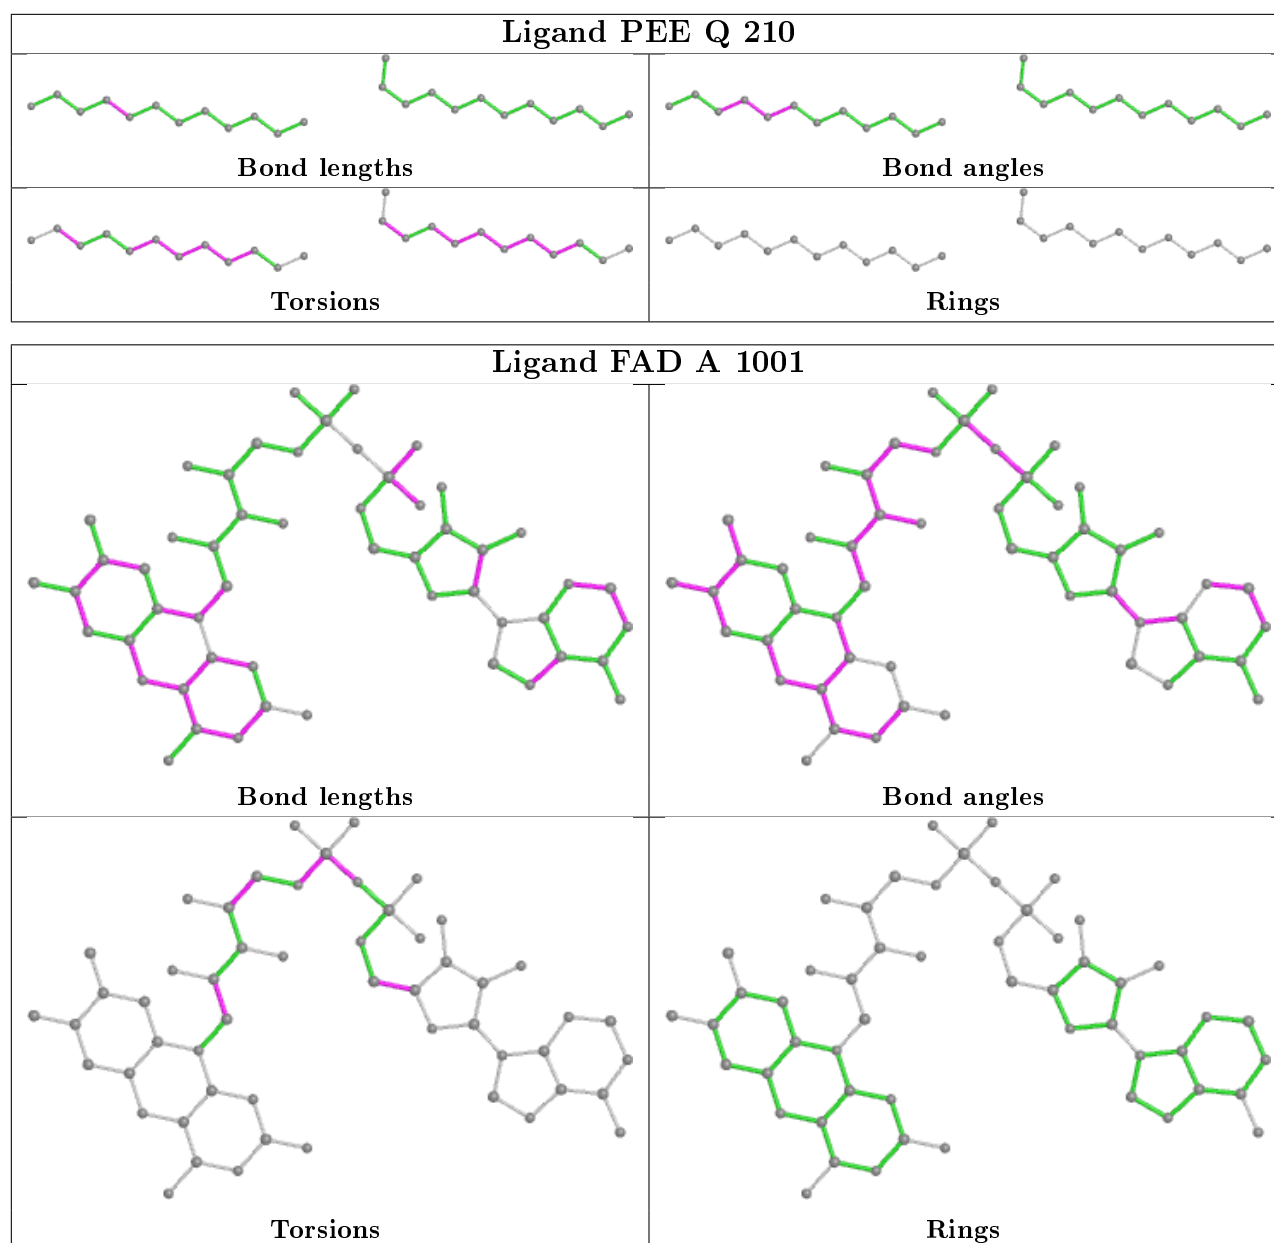 Ligand PEE Q 210
Bond lengths
Bond angles
Torsions
Rings
Ligand FAD A 1001
Bond lengths
Bond angles
Torsions
Rings